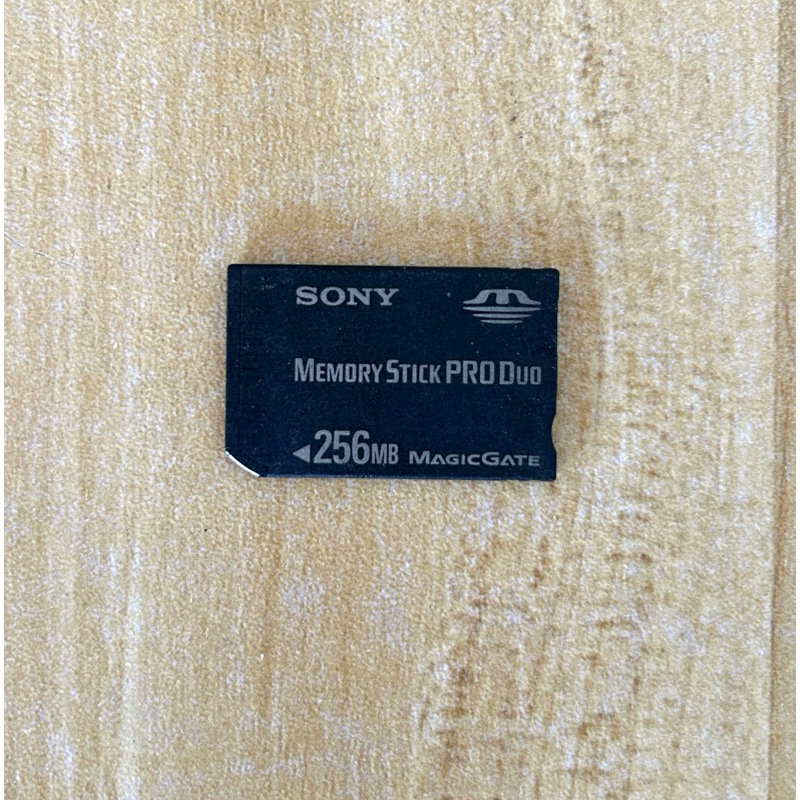 SONY
MEMORY STICK PRO DUO
◀256MB MAGICGATE